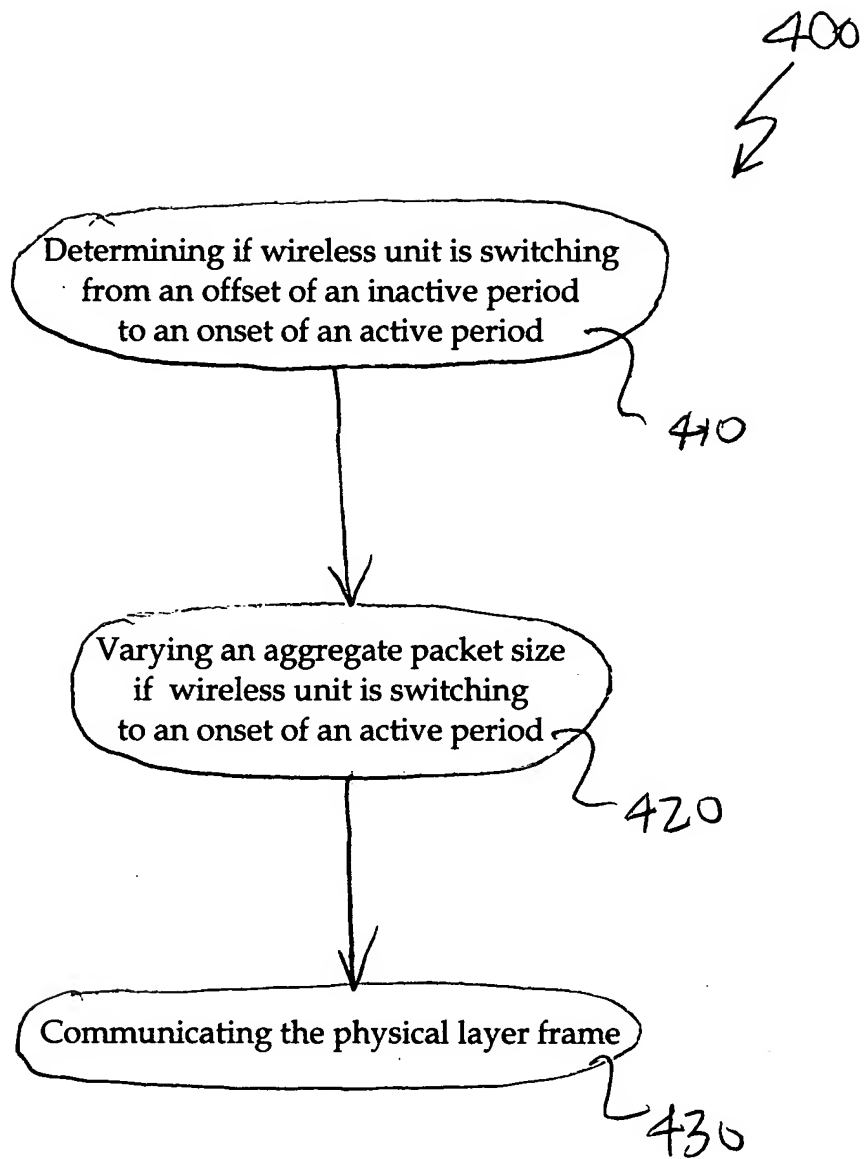 400
Determining if wireless unit is switching
from an offset of an inactive period
to an onset of an active period
410
Varying an aggregate packet size
if wireless unit is switching
to an onset of an active period
420
Communicating the physical layer frame
430